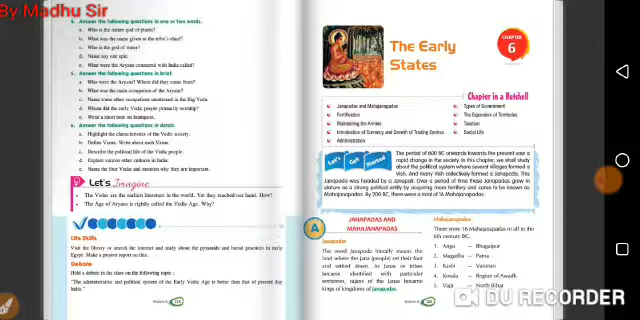 By Madhu Sir
4. Answer the following questions in one or two words.
a. Who is the nature god of plants?
b. What was the name given to the tribe's chief?
c. Who is the god of water?
d. Name any one epic
e. What were the Aryans connected with India called?
5. Answer the following questions in brief.
a. Who were the Aryans? Where did they come from?
b. What was the main occupation of the Aryans?
c. Name some other occupations mentioned in the Rig Veda.
d. Whom did the early Vedic people primarily worship?
e. Write a short note on
6. Answer the following questions in detail.
a. Highlight the characteristics of the Vedic society.
b. Define Varna. Write about each Varna.
c. Describe the political life of the Vedic people.
d. Explain various other cultures in India.
e. Name the four Vedas and mention why they are important.
Let's Imagine
• The Vedas are the earliest literature in the world. Yet they reached our hand. How?
• The Age of Aryans is rightly called the Vedic Age. Why?
Life Skills
Visit the library or search the internet and study about the pyramids and burial practices in early
Egypt. Make a project report on this.
Debate
Hold a debate in the class on the following topic :
"The administrative and political system of the Early Vedic Age is better than that of present day
India."
The Early
States
CHAPTER
6
Chapter in a Nutshell
Janapadas and Mahajanapadas
Fortification
Maintaining the Armies
Introduction of Currency and Growth of Trading Centres
Administration
Types of Government
The Expansion of Territories
Taxation
Social Life
Let's Get Started
The period of 600 BC onwards towards the present saw a
rapid change in the society. In this chapter, we shall study
about the political system where several villages formed a
Vish. And many Vish collectively formed a Janapada. This
Janapada was headed by a Janapati. Over a period of time these Janapadas grew in
stature as a strong political entity by acquiring more territory and came to be known as
Mahajanapadas. By 200 BC, there were a total of 16 Mahajanapadas.
A
JANAPADAS AND
MAHAJANAPADAS
Janapadas
The word Janapada literally means the
land where the jana (people) set their foot
and settled down. As Janas or tribes
became identified with particular
territories, rajans of the Janas became
kings of kingdoms of Janapadas.
Mahajanapadas
There were 16 Mahajanapadas in all in the
6th century BC.
1. Anga – Bhagalpur
2. Magadha – Patna
3. Kashi – Varanasi
4. Kosala – Region of Awadh
5. Vajji – North Bihar
DU RECORDER